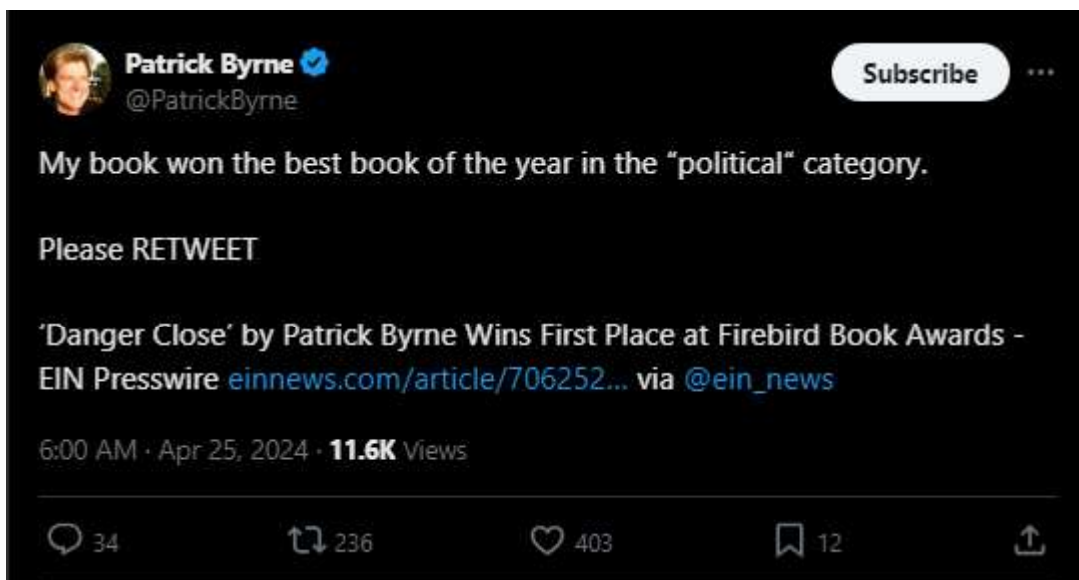 Patrick Byrne
Subscribe
@PatrickByrne
My book won the best book of the year in the “political“ category.
Please RETWEET
‘Danger Close’ by Patrick Byrne Wins First Place at Firebird Book Awards -
EIN Presswire einnews.com/article/706252... via @ein_news
6:00 AM · Apr 25, 2024 · 11.6K Views
34 236 403 12